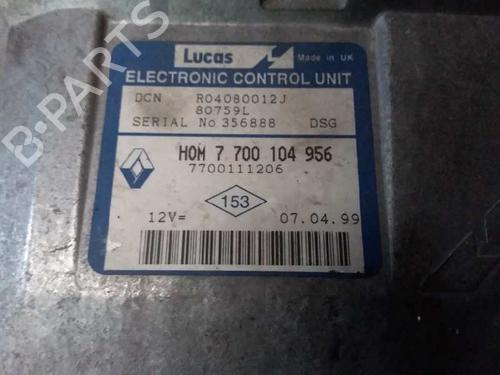 Lucas
Made in UK
ELECTRONIC CONTROL UNIT
DCN R04080012J
80759L
SERIAL No 356888 DSG
HOM 7 700 104 956
7700111206
153
12V= 07.04.99
B-PARTS